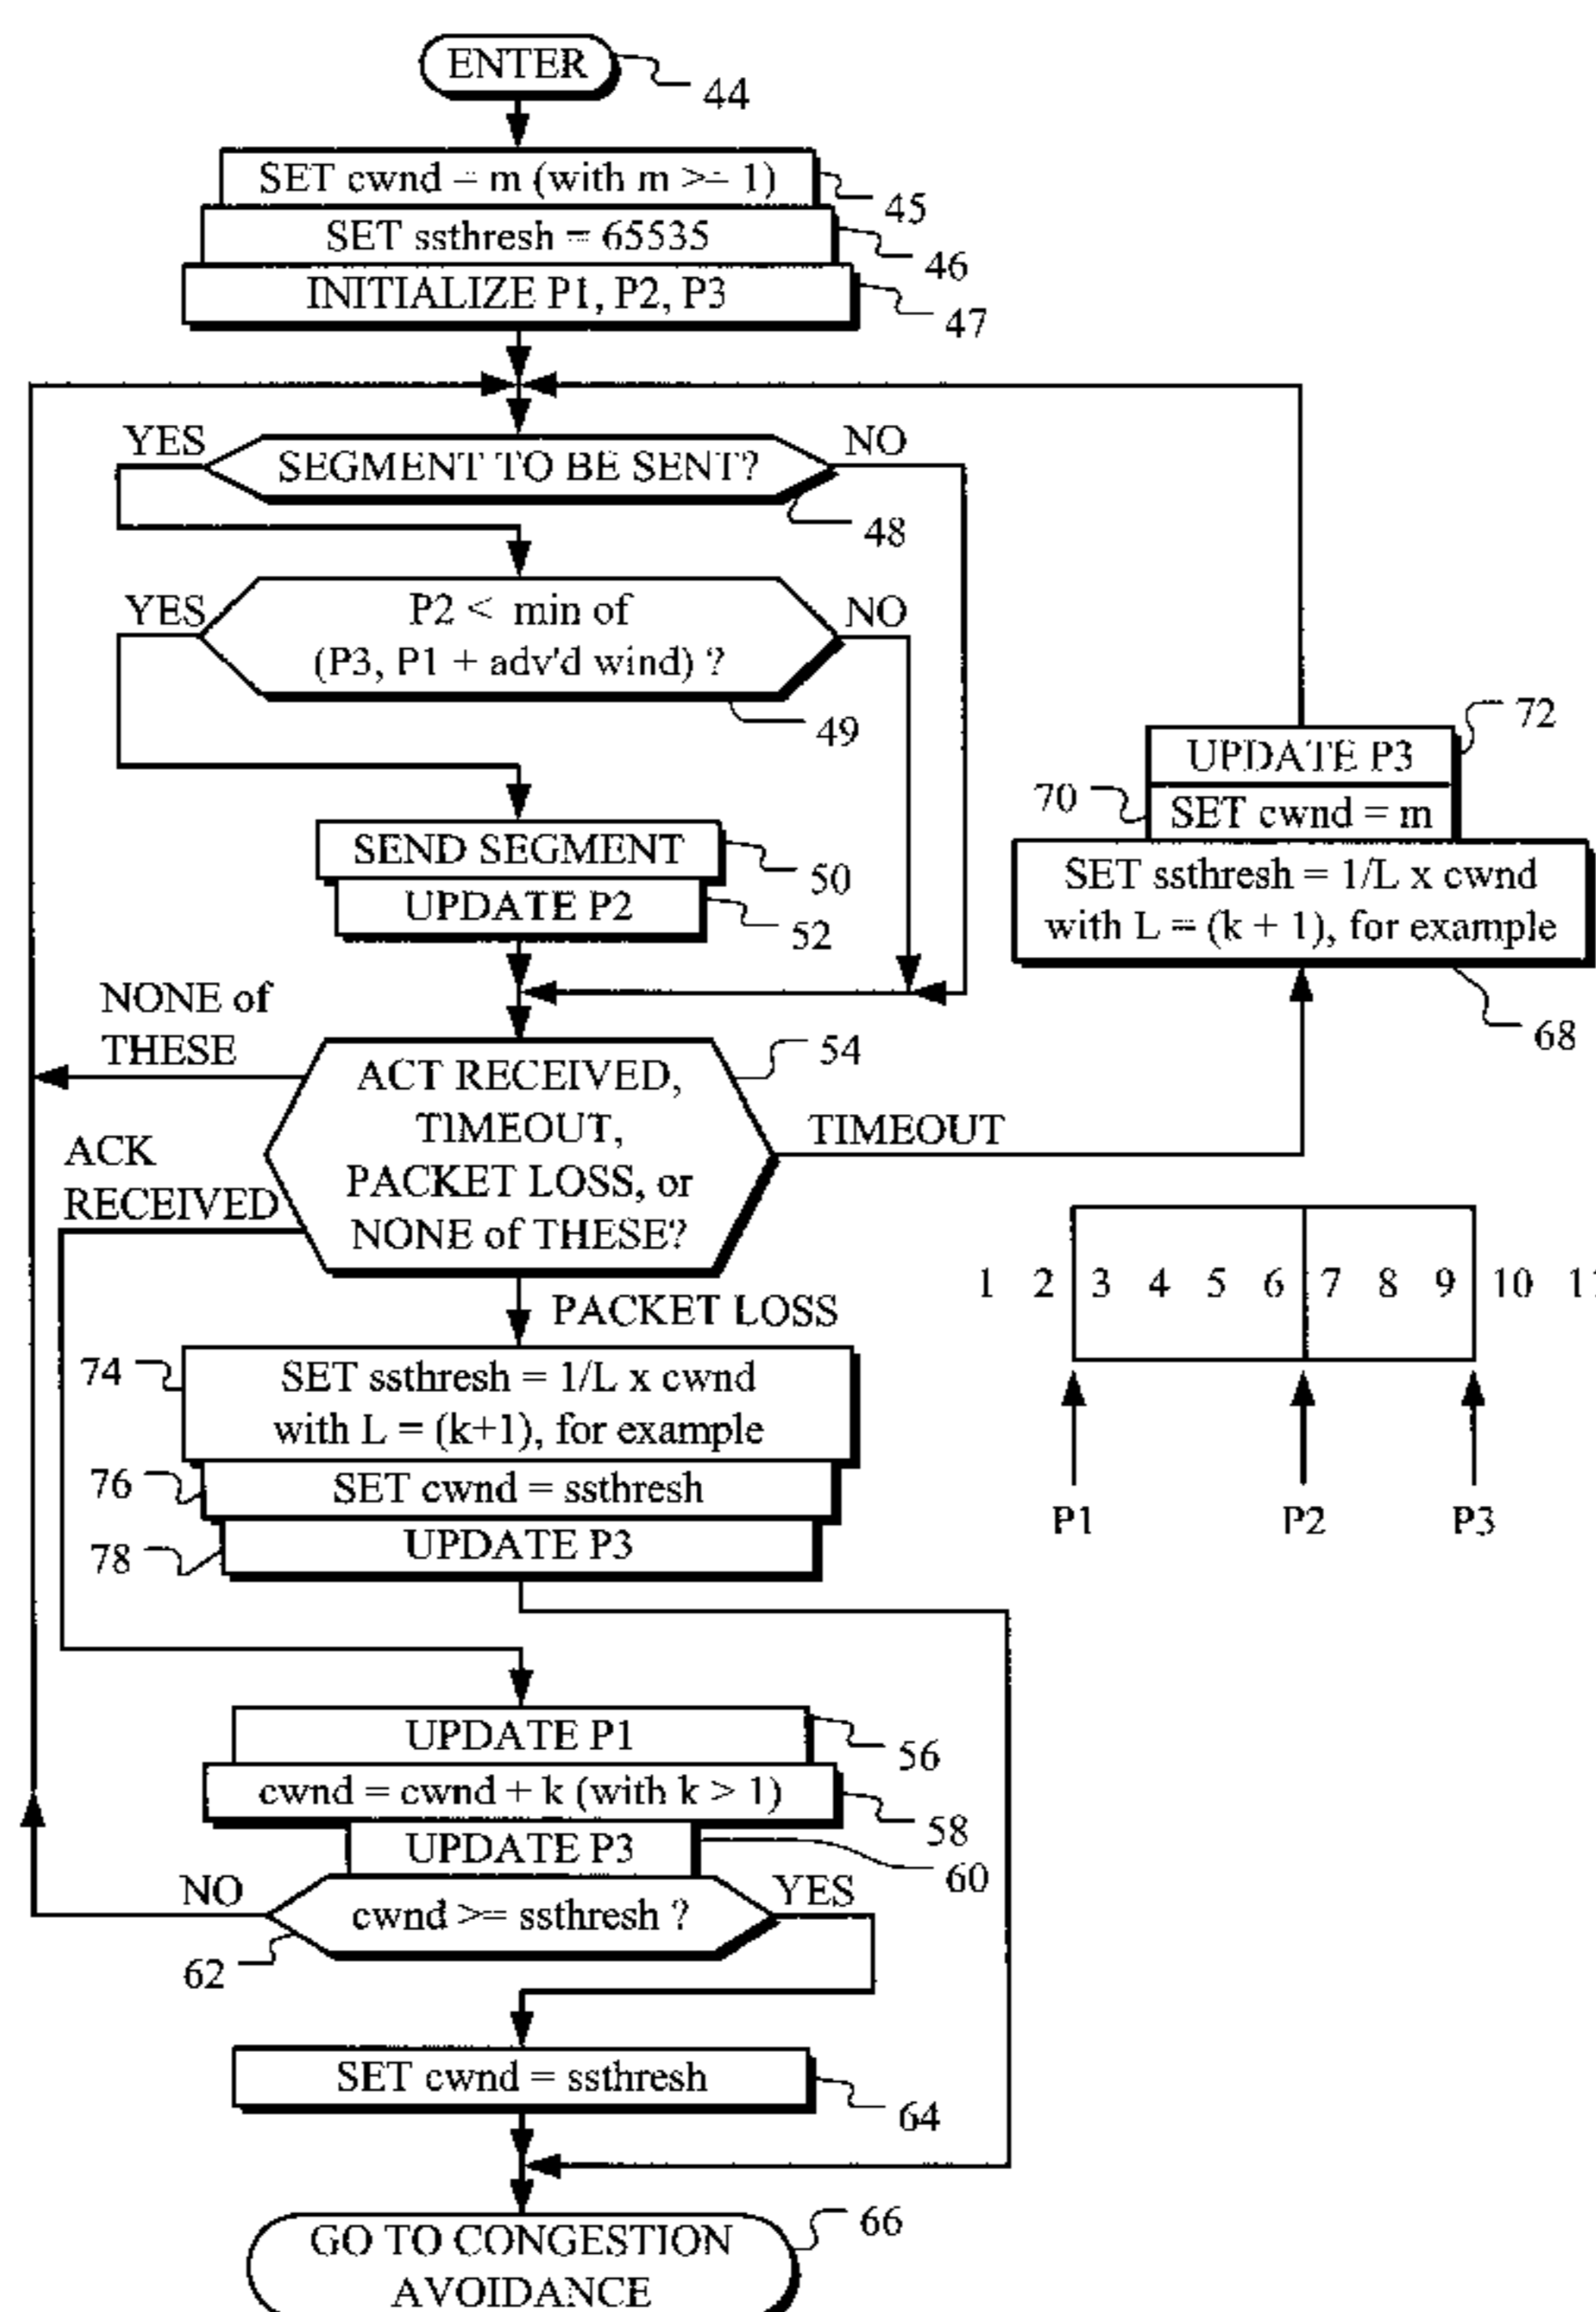 ENTER
44
SET cwnd = m (with m >= 1)
45
SET ssthresh = 65535
46
INITIALIZE P1, P2, P3
47
YES
SEGMENT TO BE SENT?
NO
48
YES
P2 < min of
(P3, P1 + adv'd wind) ?
NO
49
SEND SEGMENT
50
UPDATE P2
52
72
UPDATE P3
70
SET cwnd = m
SET ssthresh = 1/L x cwnd
with L = (k + 1), for example
68
NONE of
THESE
54
ACT RECEIVED,
TIMEOUT,
PACKET LOSS, or
NONE of THESE?
TIMEOUT
ACK
RECEIVED
PACKET LOSS
1 2 3 4 5 6 7 8 9 10
P1 P2 P3
74
SET ssthresh = 1/L x cwnd
with L = (k+1), for example
76
SET cwnd = ssthresh
78
UPDATE P3
UPDATE P1
56
cwnd = cwnd + k (with k > 1)
58
UPDATE P3
60
NO
cwnd >= ssthresh ?
YES
62
SET cwnd = ssthresh
64
GO TO CONGESTION
AVOIDANCE
66